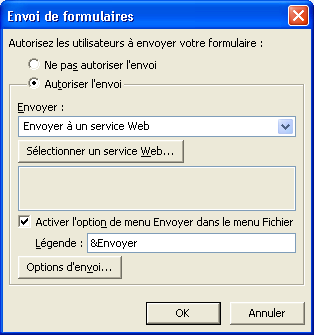 Envoi de formulaires
Autorisez les utilisateurs à envoyer votre formulaire :
Ne pas autoriser l'envoi
Autoriser l'envoi
Envoyer :
Envoyer à un service Web
Sélectionner un service Web...
Activer l'option de menu Envoyer dans le menu Fichier
Légende : &Envoyer
Options d'envoi...
OK Annuler